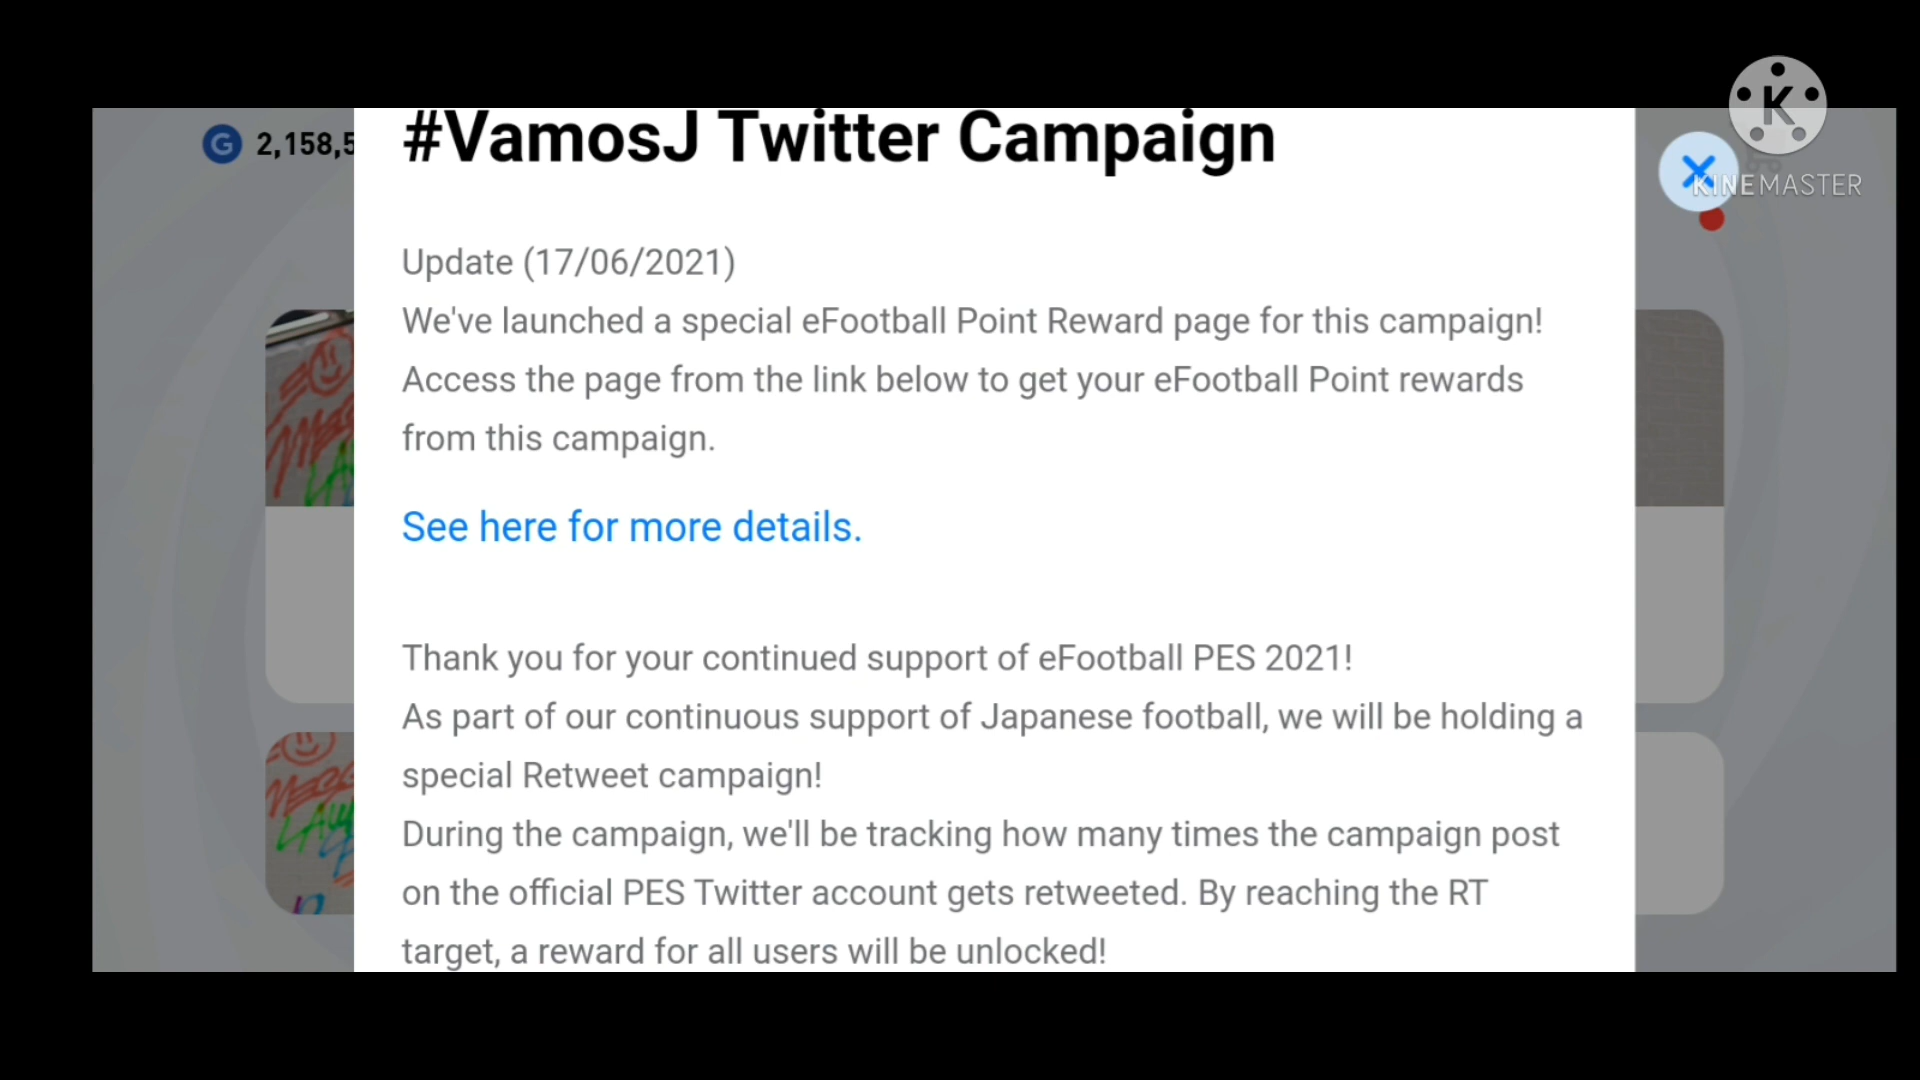 #VamosJ Twitter Campaign
G 2,158,5
K
KINEMASTER
Update (17/06/2021)
We've launched a special eFootball Point Reward page for this campaign!
Access the page from the link below to get your eFootball Point rewards
from this campaign.
See here for more details.
Thank you for your continued support of eFootball PES 2021!
As part of our continuous support of Japanese football, we will be holding a
special Retweet campaign!
During the campaign, we'll be tracking how many times the campaign post
on the official PES Twitter account gets retweeted. By reaching the RT
target, a reward for all users will be unlocked!